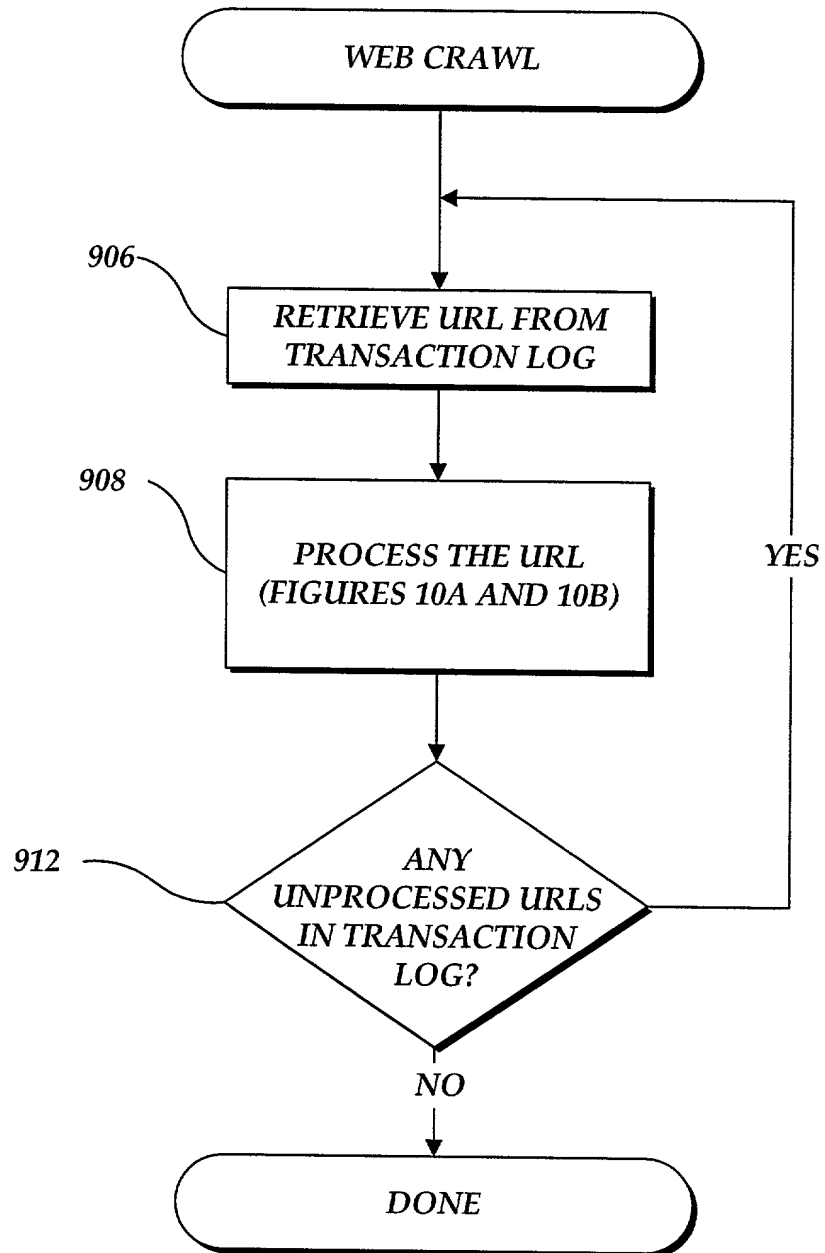 WEB CRAWL
906
RETRIEVE URL FROM
TRANSACTION LOG
908
PROCESS THE URL
(FIGURES 10A AND 10B)
YES
912
ANY
UNPROCESSED URLS
IN TRANSACTION
LOG?
NO
DONE